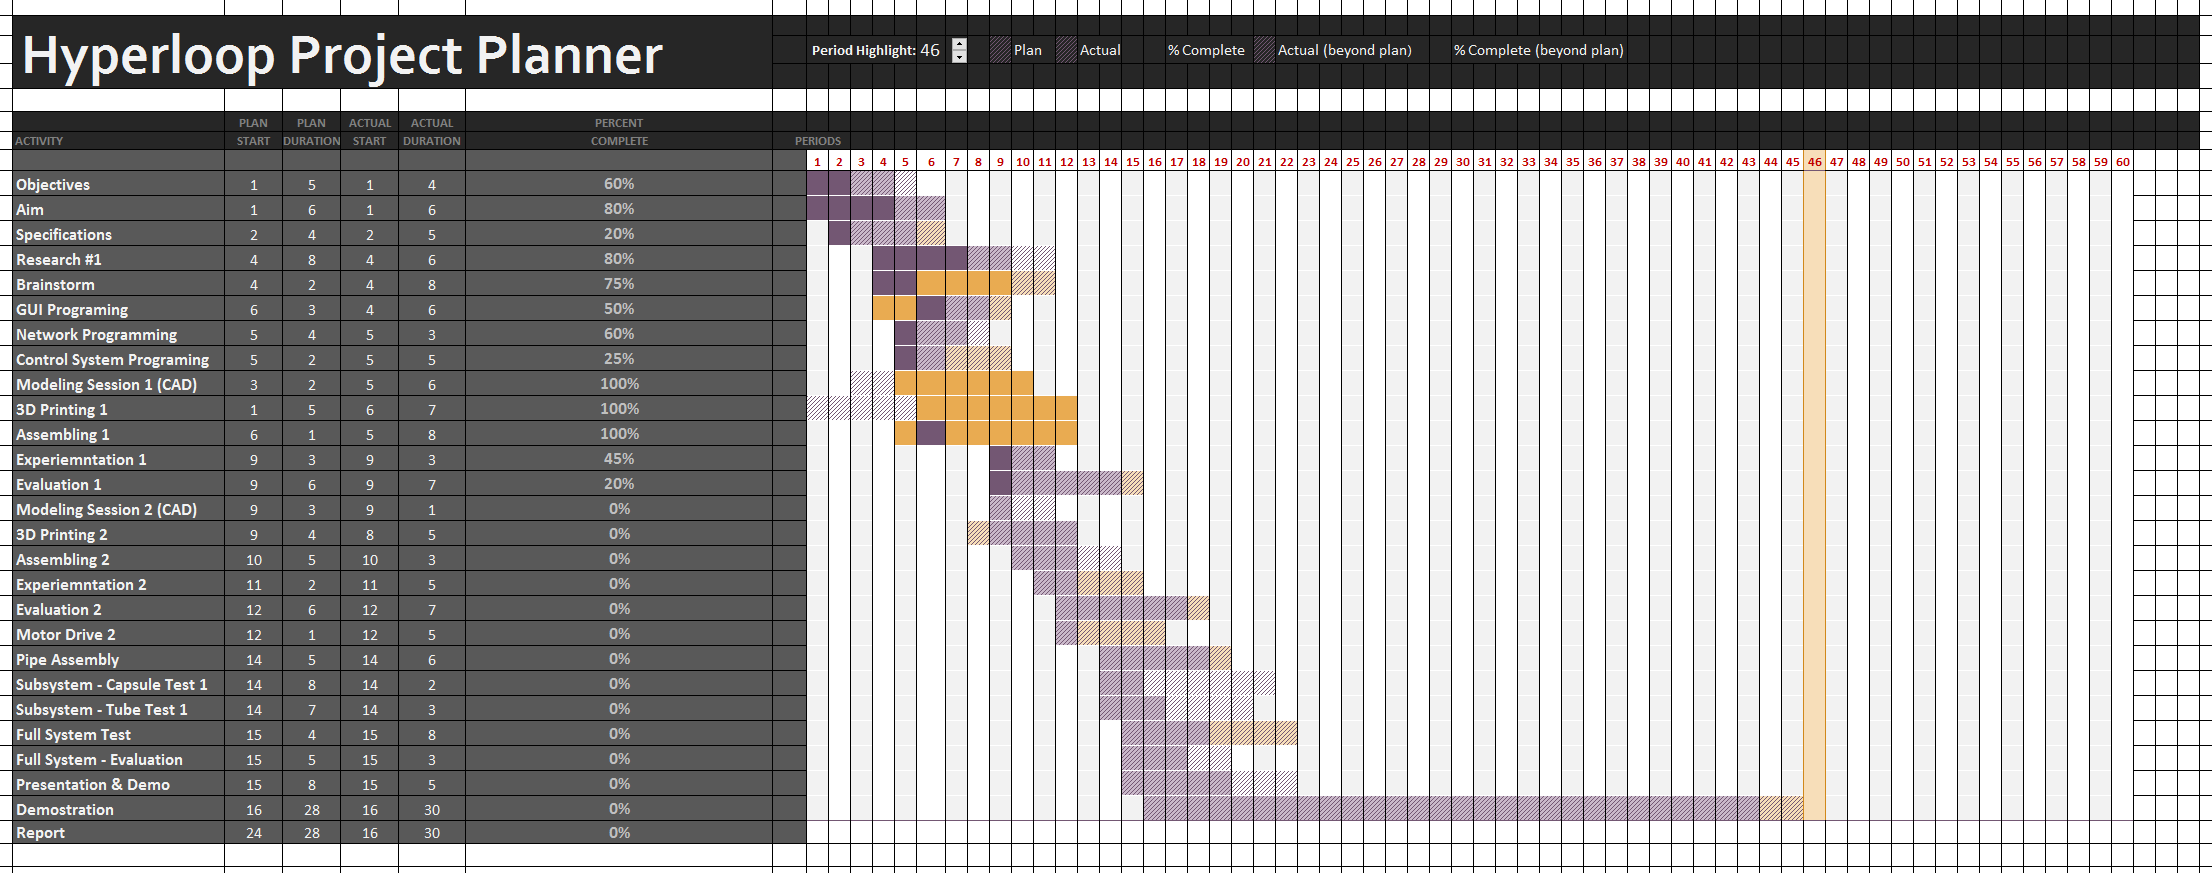 Hyperloop Project Planner
Period Highlight: 46 Plan Actual % Complete Actual (beyond plan) % Complete (beyond plan)
PLAN PLAN ACTUAL ACTUAL PERCENT
ACTIVITY START DURATION START DURATION COMPLETE PERIODS
1 2 3 4 5 6 7 8 9 10 11 12 13 14 15 16 17 18 19 20 21 22 23 24 25 26 27 28 29 30 31 32 33 34 35 36 37 38 39 40 41 42 43 44 45 46 47 48 49 50 51 52 53 54 55 56 57 58 59 60
Objectives 1 5 1 4 60%
Aim 1 6 1 6 80%
Specifications 2 4 2 5 20%
Research #1 4 8 4 6 80%
Brainstorm 4 2 4 8 75%
GUI Programing 6 3 4 6 50%
Network Programming 5 4 5 3 60%
Control System Programing 5 2 5 5 25%
Modeling Session 1 (CAD) 3 2 5 6 100%
3D Printing 1 1 5 6 7 100%
Assembling 1 6 1 5 8 100%
Experiemntation 1 9 3 9 3 45%
Evaluation 1 9 6 9 7 20%
Modeling Session 2 (CAD) 9 3 9 1 0%
3D Printing 2 9 4 8 5 0%
Assembling 2 10 5 10 3 0%
Experiemntation 2 11 2 11 5 0%
Evaluation 2 12 6 12 7 0%
Motor Drive 2 12 1 12 5 0%
Pipe Assembly 14 5 14 6 0%
Subsystem - Capsule Test 1 14 8 14 2 0%
Subsystem - Tube Test 1 14 7 14 3 0%
Full System Test 15 4 15 8 0%
Full System - Evaluation 15 5 15 3 0%
Presentation & Demo 15 8 15 5 0%
Demostration 16 28 16 30 0%
Report 24 28 16 30 0%